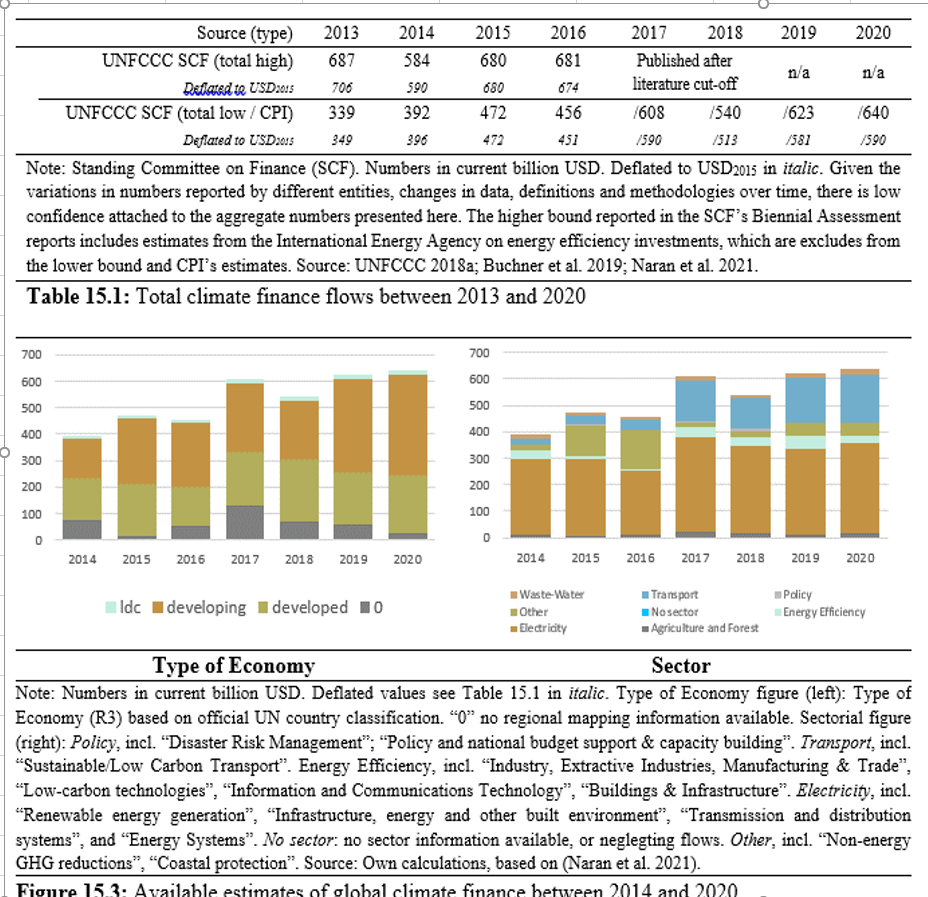 Source (type) 2013 2014 2015 2016 2017 2018 2019 2020
UNFCCC SCF (total high) 687 584 680 681 Published after literature cut-off n/a n/a
Deflated to USD2015 706 590 680 674
UNFCCC SCF (total low / CPI) 339 392 472 456 /608 /540 /623 /640
Deflated to USD2015 349 396 472 451 /590 /513 /581 /590
Note: Standing Committee on Finance (SCF). Numbers in current billion USD. Deflated to USD2015 in italic. Given the
variations in numbers reported by different entities, changes in data, definitions and methodologies over time, there is low
confidence attached to the aggregate numbers presented here. The higher bound reported in the SCF's Biennial Assessment
reports includes estimates from the International Energy Agency on energy efficiency investments, which are excludes from
the lower bound and CPI's estimates. Source: UNFCCC 2018a; Buchner et al. 2019; Naran et al. 2021.
Table 15.1: Total climate finance flows between 2013 and 2020
700
600
500
400
300
200
100
0
2014 2015 2016 2017 2018 2019 2020
ldc developing developed 0
700
600
500
400
300
200
100
0
2014 2015 2016 2017 2018 2019 2020
Waste-Water Transport Policy
Other No sector Energy Efficiency
Electricity Agriculture and Forest
Type of Economy Sector
Note: Numbers in current billion USD. Deflated values see Table 15.1 in italic. Type of Economy figure (left): Type of
Economy (R3) based on official UN country classification. "0" no regional mapping information available. Sectorial figure
(right): Policy, incl. "Disaster Risk Management"; "Policy and national budget support & capacity building". Transport, incl.
"Sustainable/Low Carbon Transport". Energy Efficiency, incl. "Industry, Extractive Industries, Manufacturing & Trade",
"Low-carbon technologies", "Information and Communications Technology", "Buildings & Infrastructure". Electricity, incl.
"Renewable energy generation", "Infrastructure, energy and other built environment", "Transmission and distribution
systems", and "Energy Systems". No sector: no sector information available, or neglegting flows. Other, incl. "Non-energy
GHG reductions", "Coastal protection". Source: Own calculations, based on (Naran et al. 2021).
Figure 15.3: Available estimates of global climate finance between 2014 and 2020